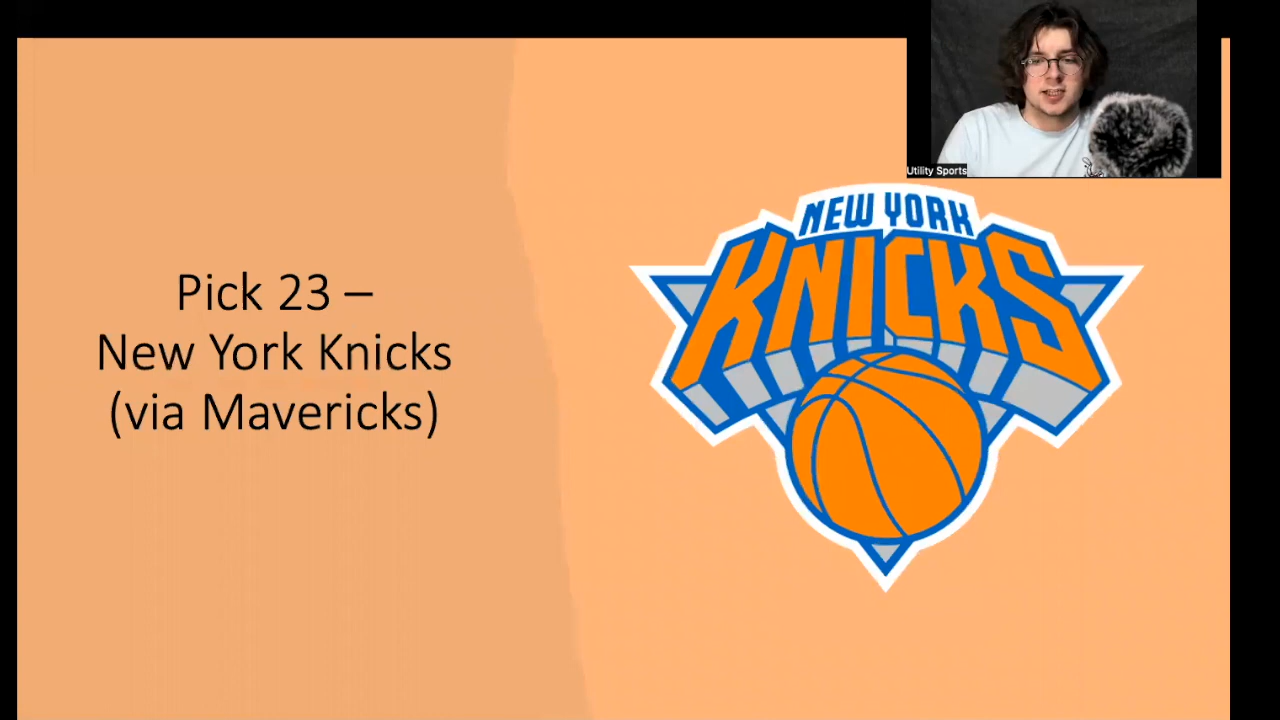 Utility Sports
NEW YORK
KNICKS
Pick 23 –
New York Knicks
(via Mavericks)